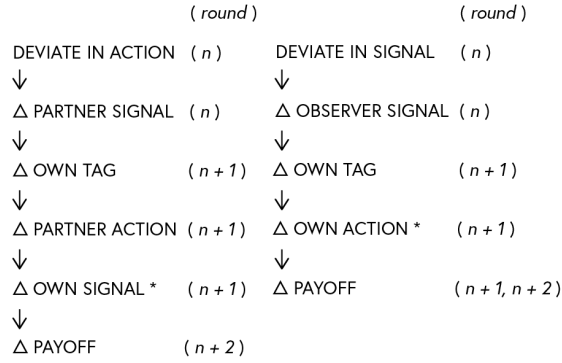 ( round )
DEVIATE IN ACTION ( n )
↓
△ PARTNER SIGNAL ( n )
↓
△ OWN TAG ( n + 1 )
↓
△ PARTNER ACTION ( n + 1 )
↓
△ OWN SIGNAL * ( n + 1 )
↓
△ PAYOFF ( n + 2 )
( round )
DEVIATE IN SIGNAL ( n )
↓
△ OBSERVER SIGNAL ( n )
↓
△ OWN TAG ( n + 1 )
↓
△ OWN ACTION * ( n + 1 )
↓
△ PAYOFF ( n + 1, n + 2 )